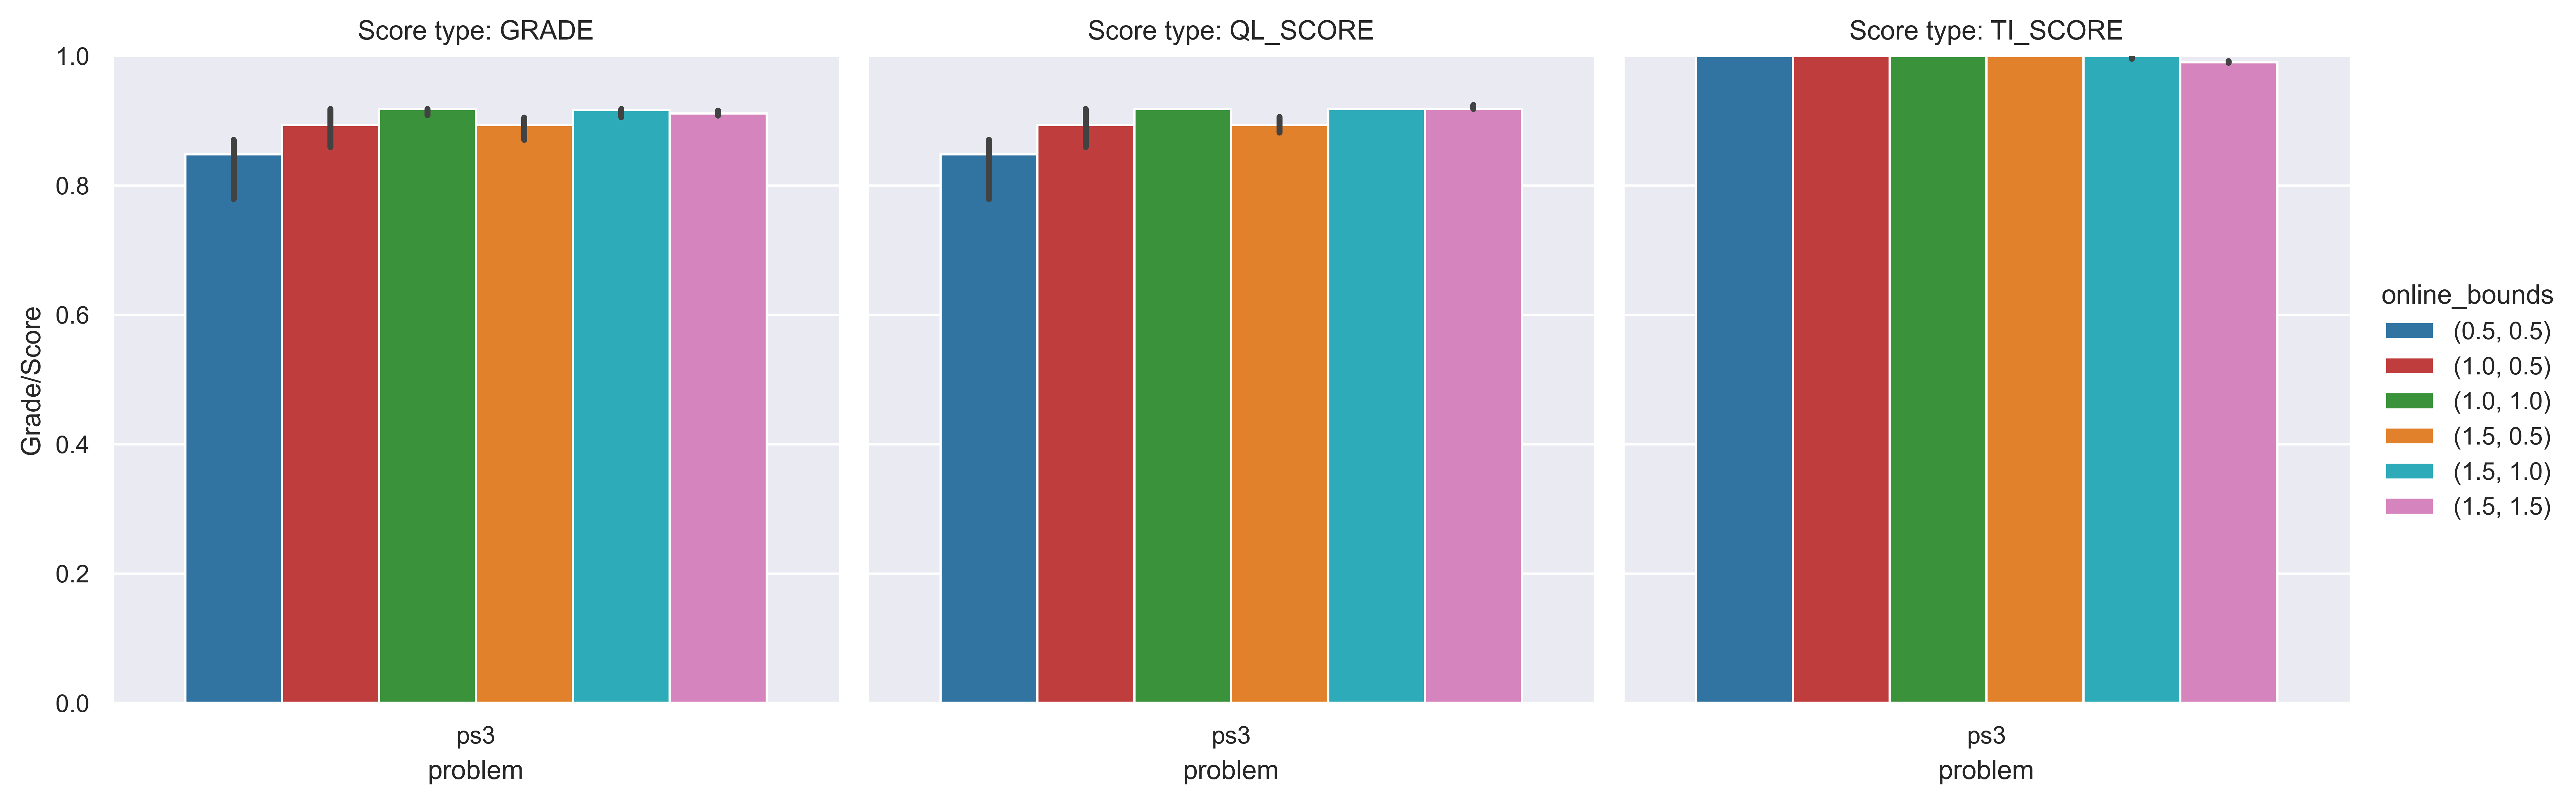 Score type: GRADE
Score type: QL_SCORE
Score type: TI_SCORE
Grade/Score
1.0
0.8
0.6
0.4
0.2
0.0
ps3
ps3
ps3
problem
problem
problem
online_bounds
(0.5, 0.5)
(1.0, 0.5)
(1.0, 1.0)
(1.5, 0.5)
(1.5, 1.0)
(1.5, 1.5)